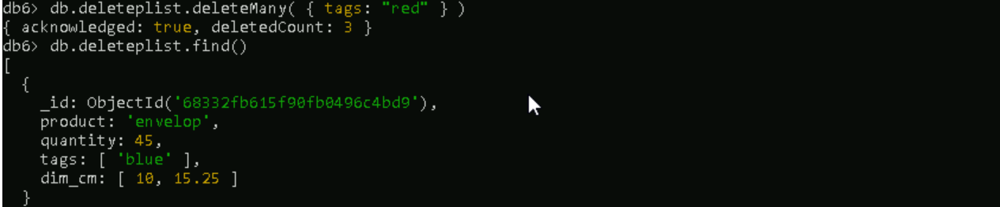 db6> db.deleteplist.deleteMany( { tags: "red" } )
{ acknowledged: true, deletedCount: 3 }
db6> db.deleteplist.find()
[
  {
    _id: ObjectId('68332fb615f90fb0496c4bd9'),
    product: 'envelop',
    quantity: 45,
    tags: [ 'blue' ],
    dim_cm: [ 10, 15.25 ]
  }